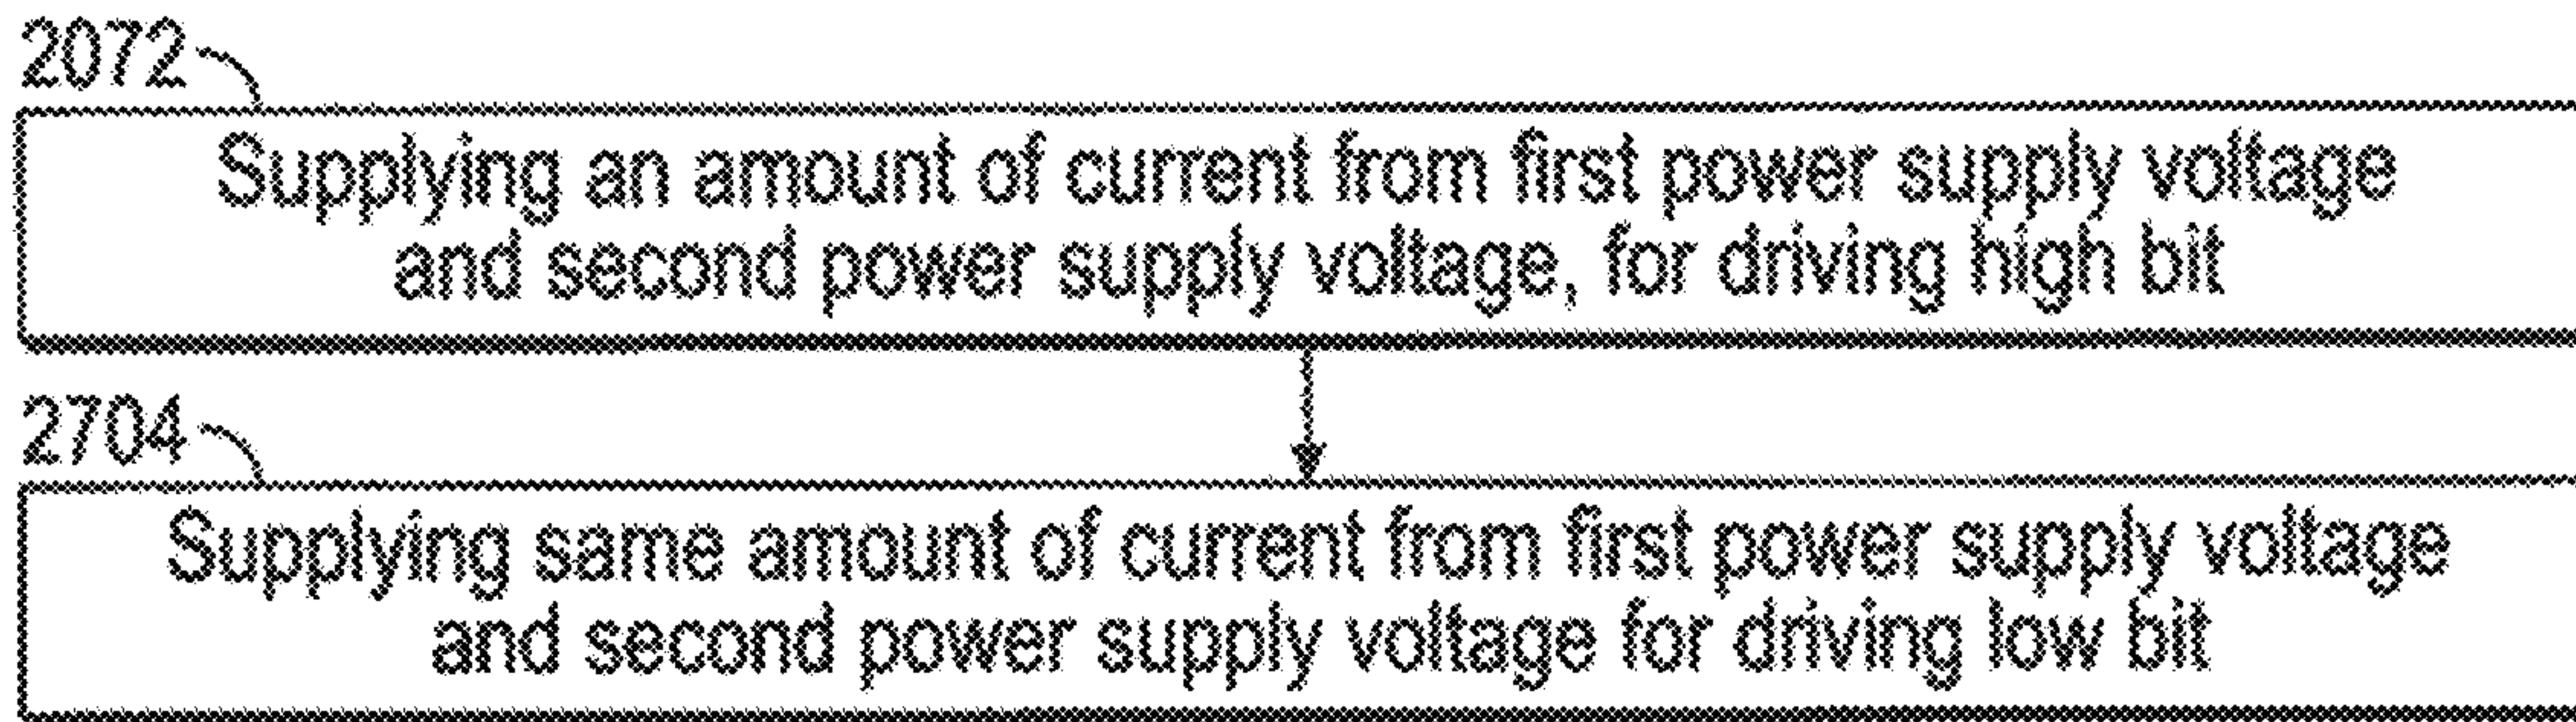 2072
Supplying an amount of current from first power supply voltage
and second power supply voltage, for driving high bit
2704
Supplying same amount of current from first power supply voltage
and second power supply voltage for driving low bit